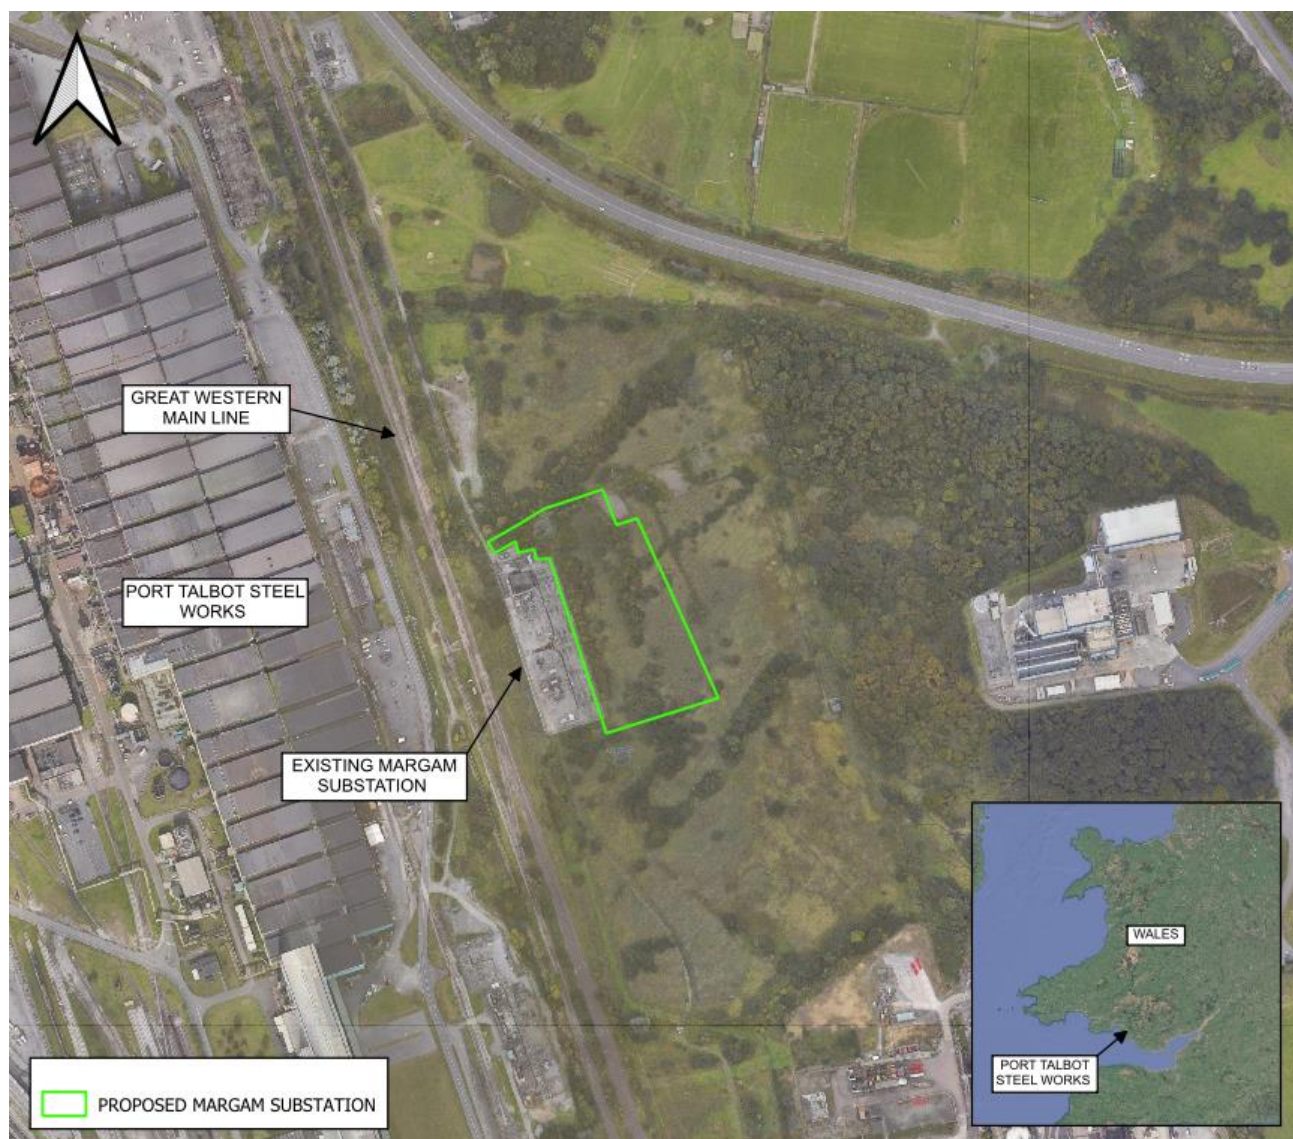 GREAT WESTERN
MAIN LINE
PORT TALBOT STEEL
WORKS
EXISTING MARGAM
SUBSTATION
WALES
PORT TALBOT
STEEL WORKS
PROPOSED MARGAM SUBSTATION